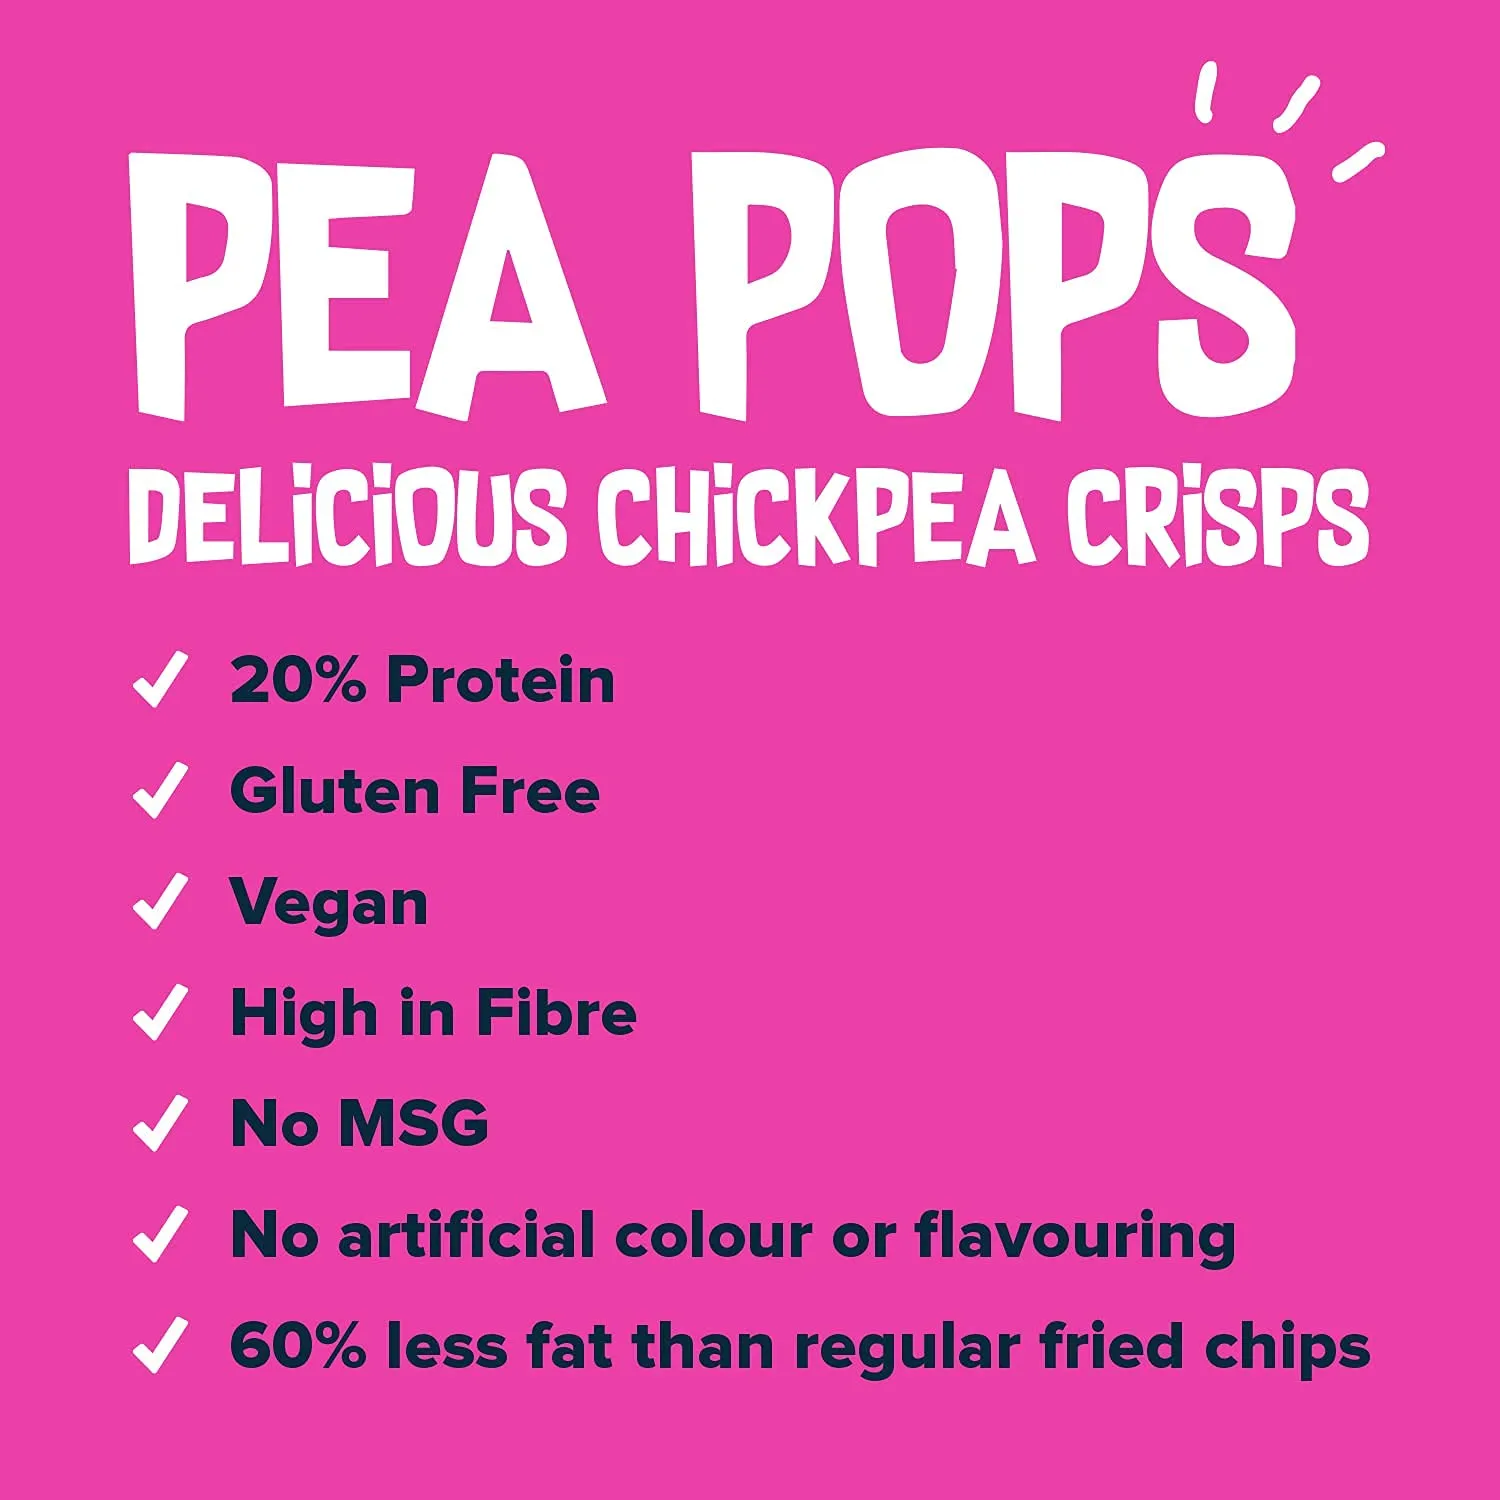 PEA POPS
DELiCiOUS CHiCKPEA CRiSPS
20% Protein
Gluten Free
Vegan
High in Fibre
No MSG
No artificial colour or flavouring
60% less fat than regular fried chips